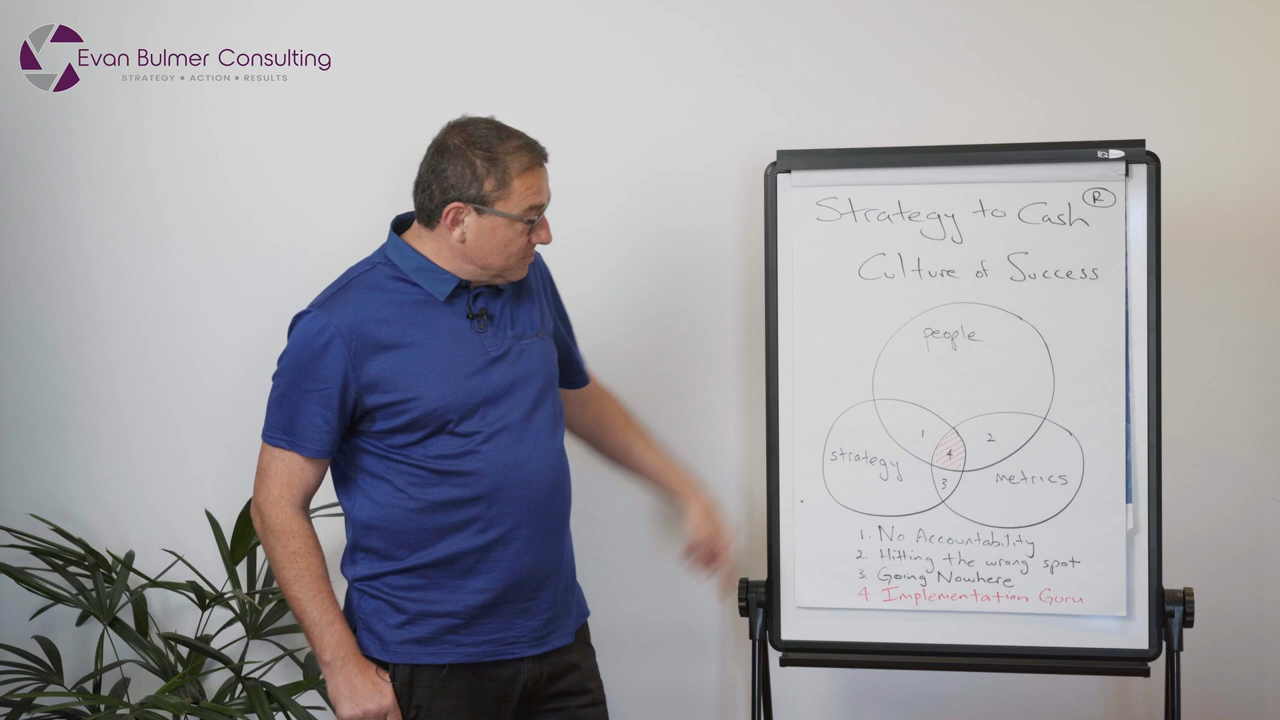 Evan Bulmer Consulting
STRATEGY • ACTION • RESULTS
Strategy to Cash ®
Culture of Success
people
1
2
4
strategy
3
metrics
1. No Accountability
2. Hitting the wrong spot
3. Going Nowhere
4 Implementation Guru